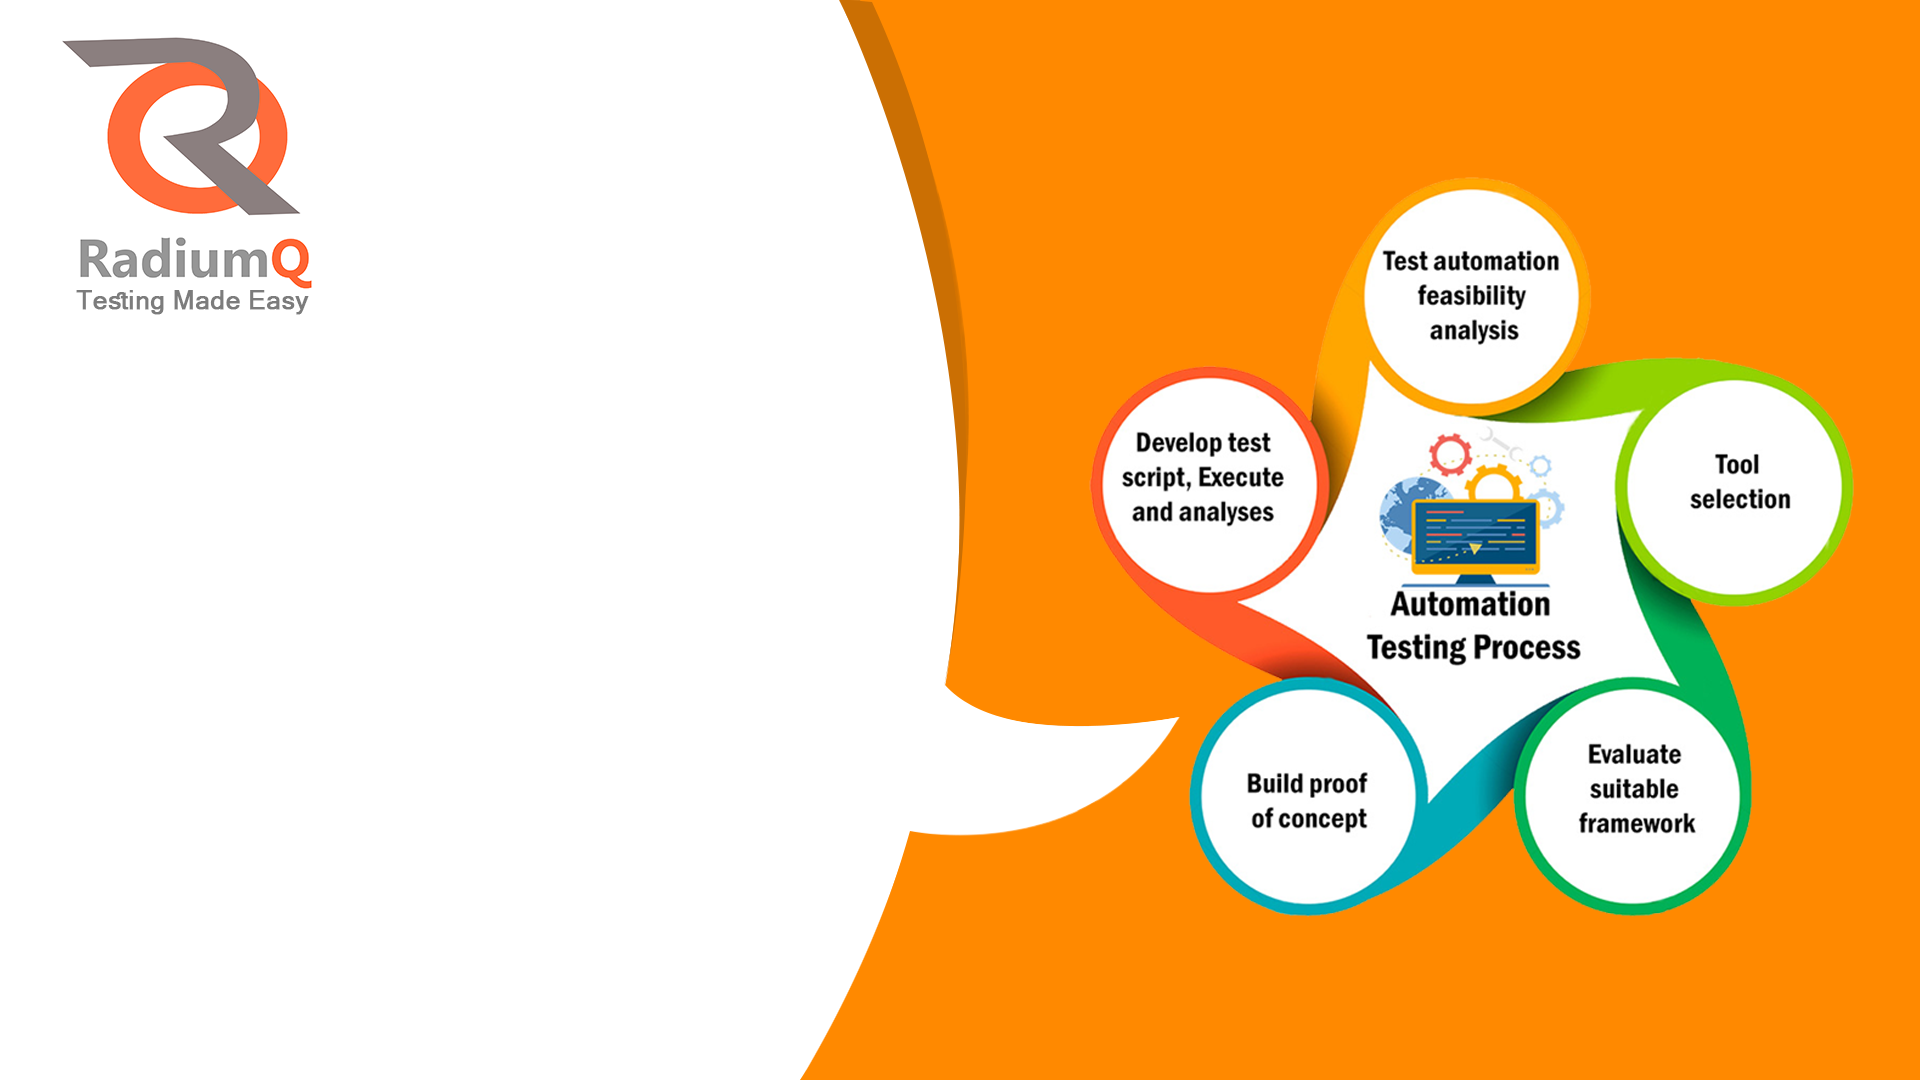 RadiumQ
Testing Made Easy
Test automation
feasibility
analysis
Tool
selection
Evaluate
suitable
framework
Build proof
of concept
Develop test
script, Execute
and analyses
Automation
Testing Process